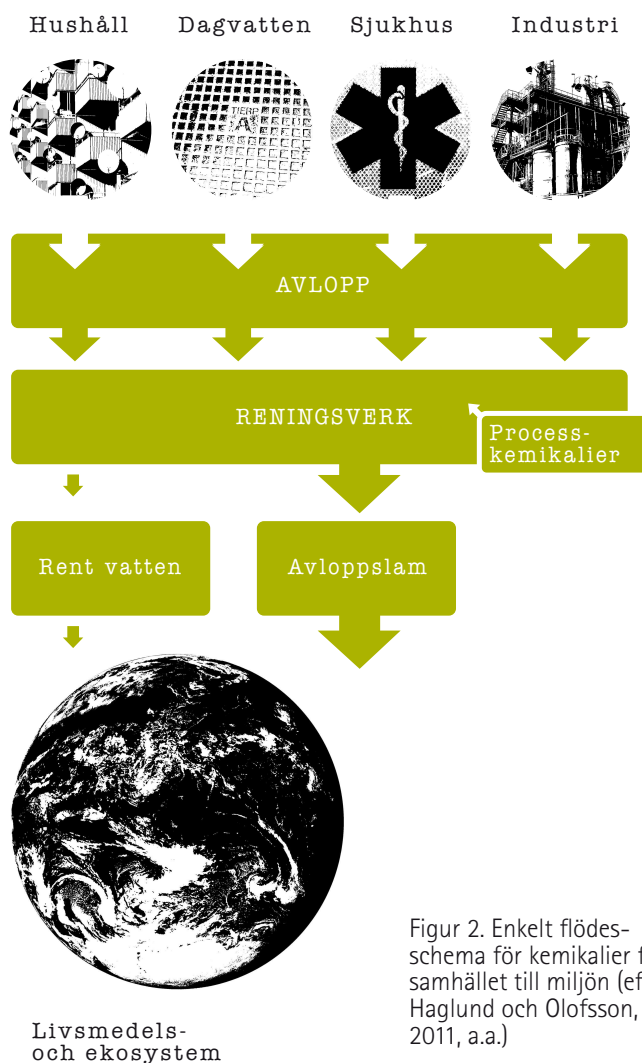 Hushåll Dagvatten Sjukhus Industri
AVLOPP
RENINGSVERK
Process-
kemikalier
Rent vatten
Avloppslam
Figur 2. Enkelt flödes-
schema för kemikalier f
samhället till miljön (ef
Haglund och Olofsson,
2011, a.a.)
Livsmedels-
och ekosystem